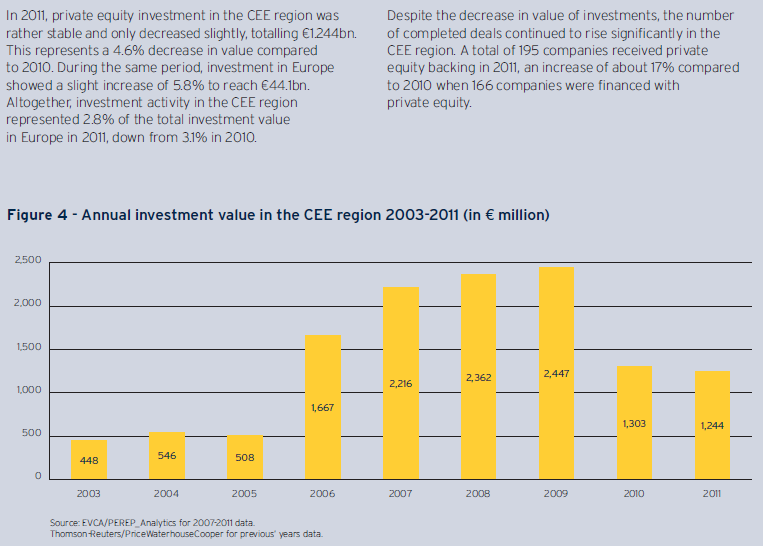 In 2011, private equity investment in the CEE region was
rather stable and only decreased slightly, totalling €1.244bn.
This represents a 4.6% decrease in value compared
to 2010. During the same period, investment in Europe
showed a slight increase of 5.8% to reach €44.1bn.
Altogether, investment activity in the CEE region
represented 2.8% of the total investment value
in Europe in 2011, down from 3.1% in 2010.
Despite the decrease in value of investments, the number
of completed deals continued to rise significantly in the
CEE region. A total of 195 companies received private
equity backing in 2011, an increase of about 17% compared
to 2010 when 166 companies were financed with
private equity.
Figure 4 - Annual investment value in the CEE region 2003-2011 (in € million)
2,500
2,000
1,500
1,000
500
0
448
546
508
1,667
2,216
2,362
2,447
1,303
1,244
2003 2004 2005 2006 2007 2008 2009 2010 2011
Source: EVCA/PEREP_Analytics for 2007-2011 data.
Thomson-Reuters/PriceWaterhouseCooper for previous' years data.